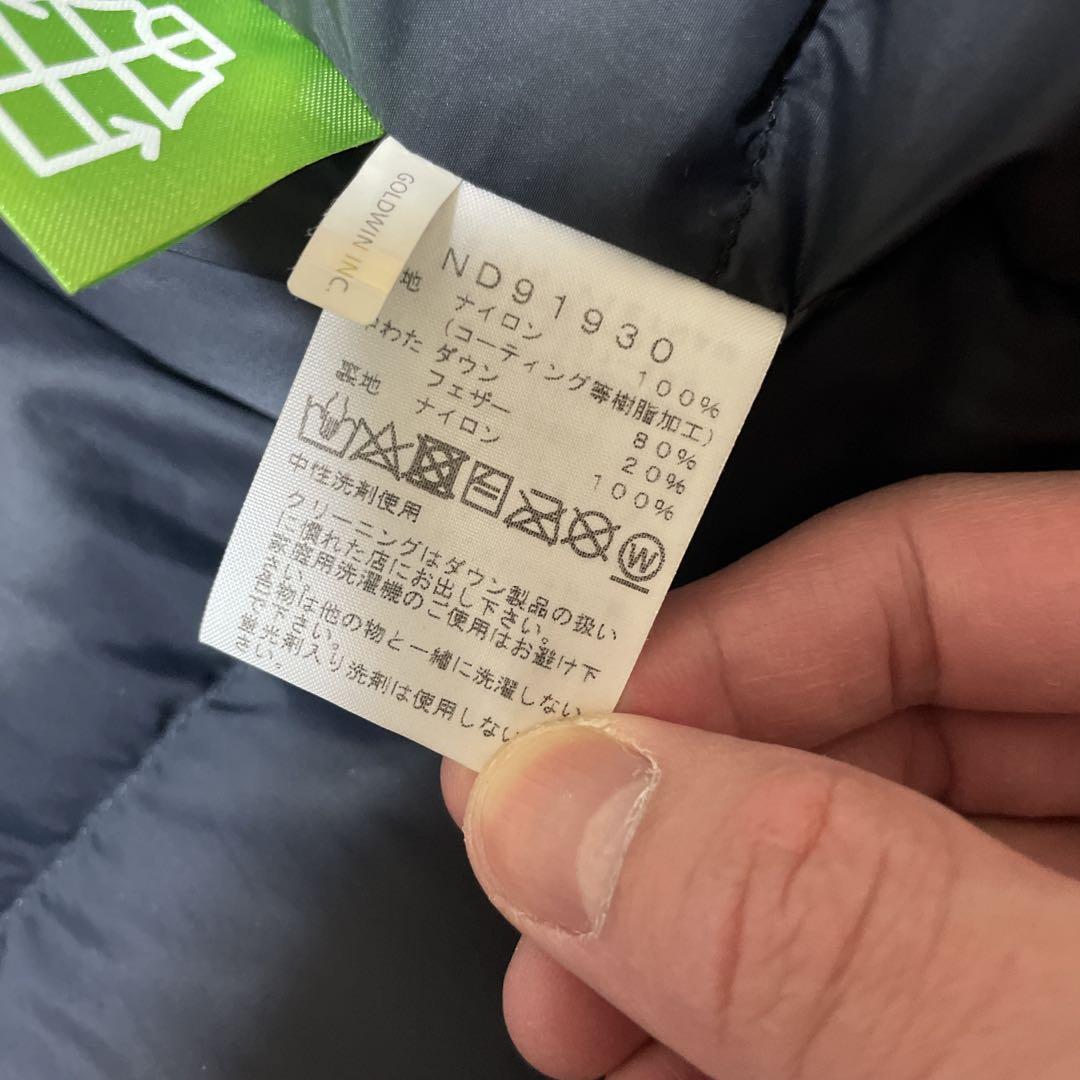 GOLDWIN INC.
ND91930
地 ナイロン 100%
(コーティング等樹脂加工)
わた ダウン 80%
フェザー 20%
裏地 ナイロン 100%
W
中性洗剤使用
クリーニングはダウン製品の扱い
に慣れた店にお出し下さい。
家庭用洗濯機のご使用はお避け下
さい。
色物は他の物と一緒に洗濯しない
で下さい。
蛍光剤入り洗剤は使用しない
さい。